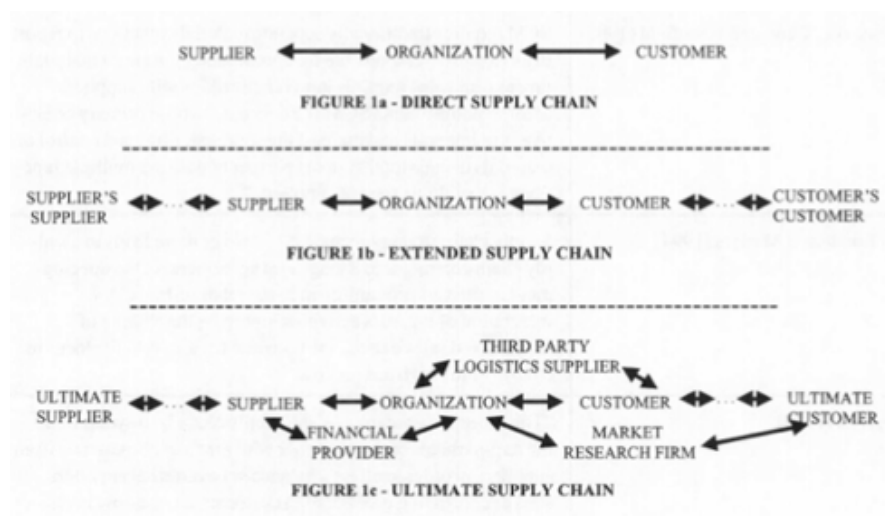 SUPPLIER ORGANIZATION CUSTOMER
FIGURE 1a - DIRECT SUPPLY CHAIN
SUPPLIER'S SUPPLIER ... SUPPLIER ORGANIZATION CUSTOMER ... CUSTOMER'S CUSTOMER
FIGURE 1b - EXTENDED SUPPLY CHAIN
THIRD PARTY
LOGISTICS SUPPLIER
ULTIMATE SUPPLIER ... SUPPLIER ORGANIZATION CUSTOMER ... ULTIMATE CUSTOMER
FINANCIAL PROVIDER MARKET RESEARCH FIRM
FIGURE 1c - ULTIMATE SUPPLY CHAIN